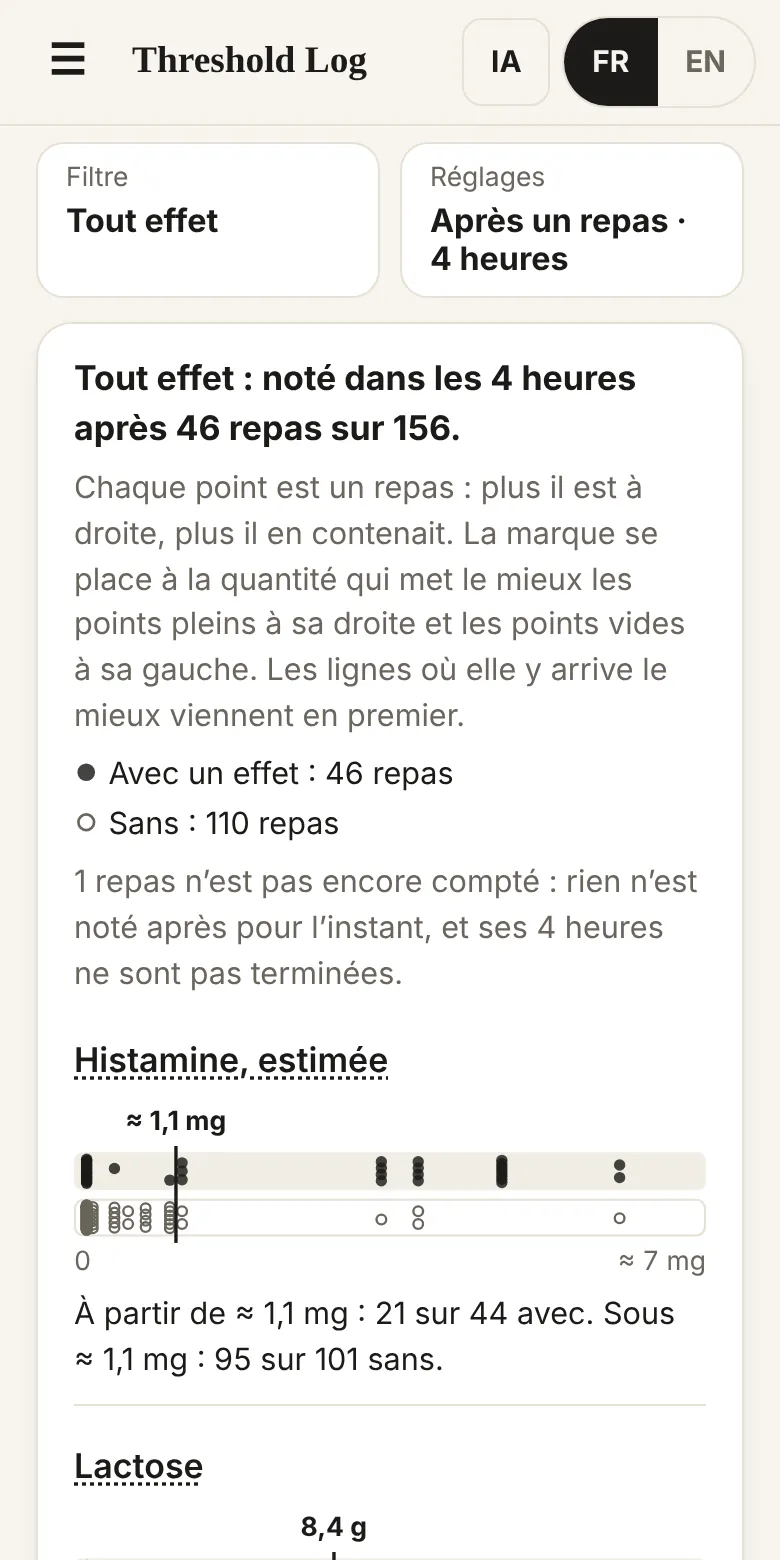 ☰ Threshold Log IA FR EN
Filtre
Tout effet
Réglages
Après un repas ·
4 heures
Tout effet : noté dans les 4 heures
après 46 repas sur 156.
Chaque point est un repas : plus il est à
droite, plus il en contenait. La marque se
place à la quantité qui met le mieux les
points pleins à sa droite et les points vides
à sa gauche. Les lignes où elle y arrive le
mieux viennent en premier.
Avec un effet : 46 repas
Sans : 110 repas
1 repas n’est pas encore compté : rien n’est
noté après pour l’instant, et ses 4 heures
ne sont pas terminées.
Histamine, estimée
≈ 1,1 mg
0 ≈ 7 mg
À partir de ≈ 1,1 mg : 21 sur 44 avec. Sous
≈ 1,1 mg : 95 sur 101 sans.
Lactose
8,4 g